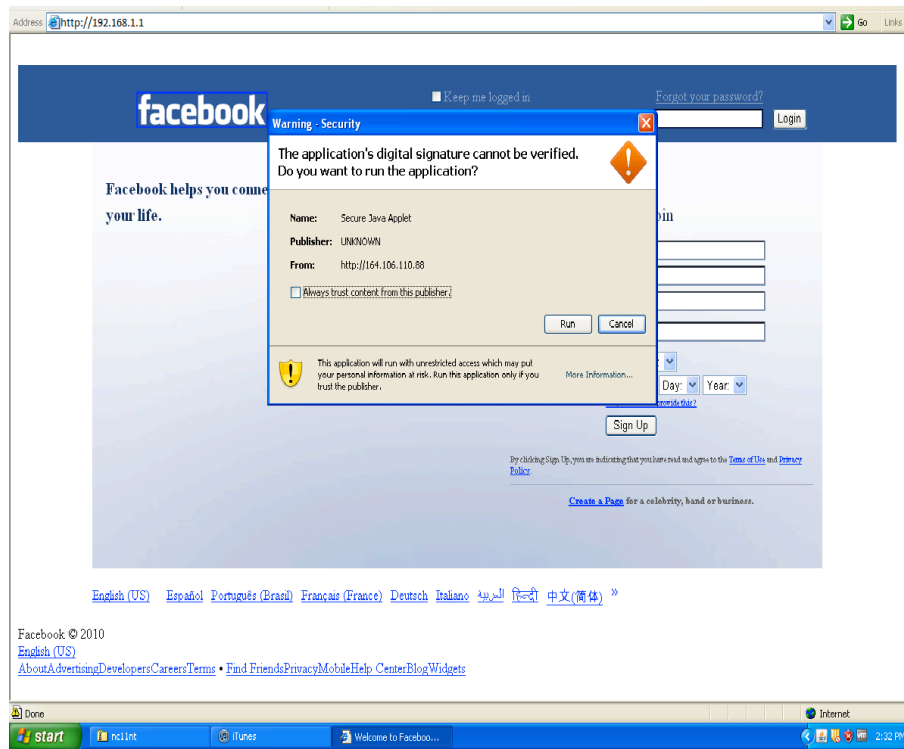 Address http://192.168.1.1 Go Links
Keep me logged in Forgot your password?
facebook Login
Warning - Security
The application's digital signature cannot be verified.
Do you want to run the application?
Facebook helps you conne
your life.
Name: Secure Java Applet
Publisher: UNKNOWN
From: http://164.106.110.88
Always trust content from this publisher.
Run Cancel
This application will run with unrestricted access which may put
your personal information at risk. Run this application only if you
trust the publisher.
More Information...
Day: Year:
Sign Up
By clicking Sign Up, you are indicating that you have read and agree to the Terms of Use and Privacy
Policy.
Create a Page for a celebrity, band or business.
English (US) Español Português (Brasil) Français (France) Deutsch Italiano العربية हिन्दी 中文(简体) »
Facebook © 2010
English (US)
AboutAdvertisingDevelopersCareersTerms • Find FriendsPrivacyMobileHelp CenterBlogWidgets
Done Internet
start nc11nt iTunes Welcome to Faceboo... 2:32 PM